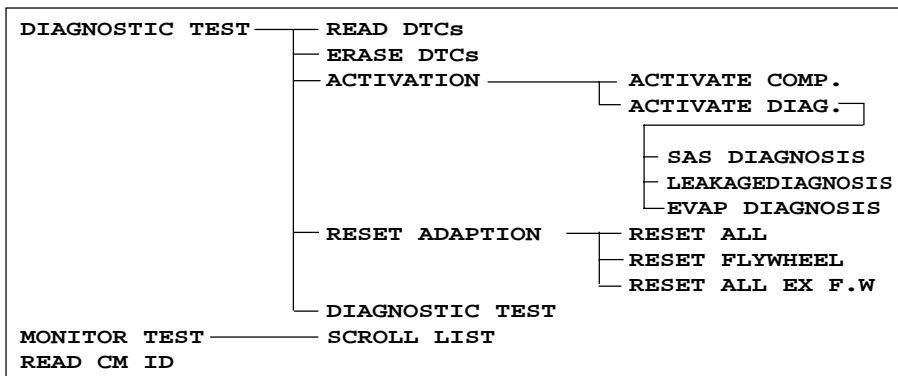 DIAGNOSTIC TEST READ DTCs
ERASE DTCs
ACTIVATION ACTIVATE COMP.
ACTIVATE DIAG.
SAS DIAGNOSIS
LEAKAGEDIAGNOSIS
EVAP DIAGNOSIS
RESET ADAPTION RESET ALL
RESET FLYWHEEL
RESET ALL EX F.W
DIAGNOSTIC TEST
MONITOR TEST SCROLL LIST
READ CM ID